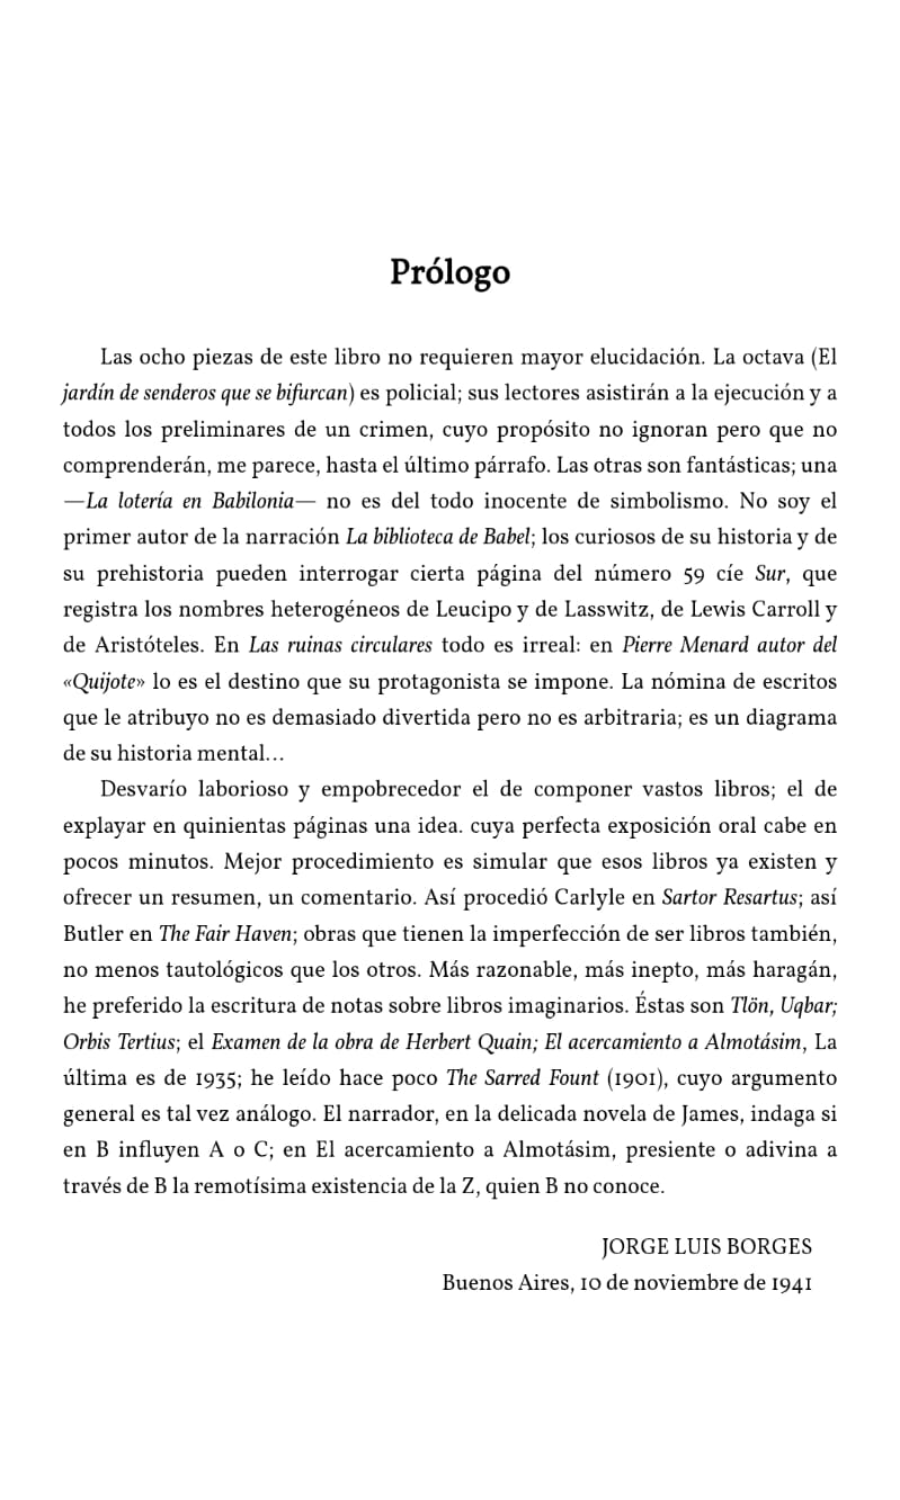 Prólogo
Las ocho piezas de este libro no requieren mayor elucidación. La octava (El
jardín de senderos que se bifurcan) es policial; sus lectores asistirán a la ejecución y a
todos los preliminares de un crimen, cuyo propósito no ignoran pero que no
comprenderán, me parece, hasta el último párrafo. Las otras son fantásticas; una
—La lotería en Babilonia— no es del todo inocente de simbolismo. No soy el
primer autor de la narración La biblioteca de Babel; los curiosos de su historia y de
su prehistoria pueden interrogar cierta página del número 59 cíe Sur, que
registra los nombres heterogéneos de Leucipo y de Lasswitz, de Lewis Carroll y
de Aristóteles. En Las ruinas circulares todo es irreal: en Pierre Menard autor del
«Quijote» lo es el destino que su protagonista se impone. La nómina de escritos
que le atribuyo no es demasiado divertida pero no es arbitraria; es un diagrama
de su historia mental…
Desvarío laborioso y empobrecedor el de componer vastos libros; el de
explayar en quinientas páginas una idea. cuya perfecta exposición oral cabe en
pocos minutos. Mejor procedimiento es simular que esos libros ya existen y
ofrecer un resumen, un comentario. Así procedió Carlyle en Sartor Resartus; así
Butler en The Fair Haven; obras que tienen la imperfección de ser libros también,
no menos tautológicos que los otros. Más razonable, más inepto, más haragán,
he preferido la escritura de notas sobre libros imaginarios. Éstas son Tlön, Uqbar;
Orbis Tertius; el Examen de la obra de Herbert Quain; El acercamiento a Almotásim, La
última es de 1935; he leído hace poco The Sarred Fount (1901), cuyo argumento
general es tal vez análogo. El narrador, en la delicada novela de James, indaga si
en B influyen A o C; en El acercamiento a Almotásim, presiente o adivina a
través de B la remotísima existencia de la Z, quien B no conoce.
JORGE LUIS BORGES
Buenos Aires, 10 de noviembre de 1941